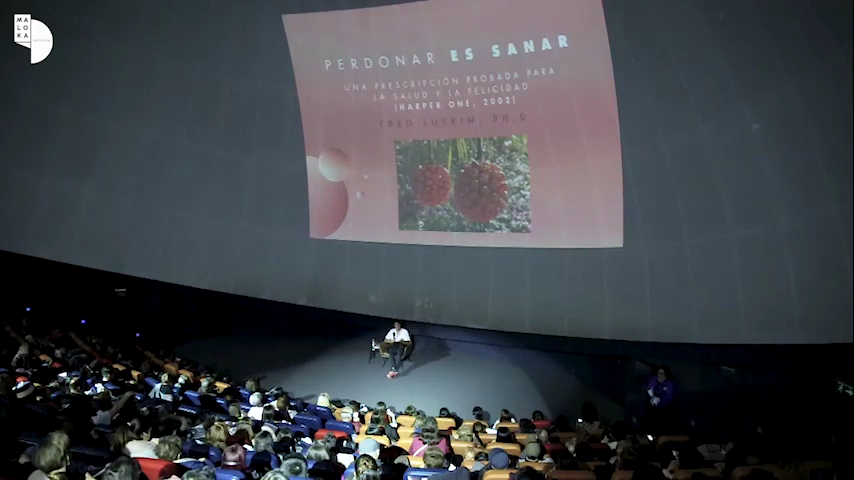 MA
LO
KA
PERDONAR ES SANAR
UNA PRESCRIPCIÓN PROBADA PARA
LA SALUD Y LA FELICIDAD
(HARPER ONE, 2002)
FRED LUSKIN, PH.D